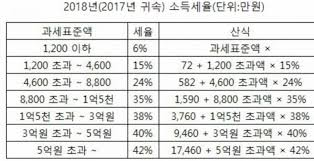 2018년(2017년 귀속) 소득세율(단위:만원)
과세표준액 세율 산식
1,200 이하 6% 과세표준액 ×
1,200 초과 ~ 4,600 15% 72 + 1,200 초과액 × 15%
4,600 초과 ~ 8,800 24% 582 + 4,600 초과액 × 24%
8,800 초과 ~ 1억5천 35% 1,590 + 8,800 초과액 × 35%
1억5천 초과 ~ 3억원 38% 3,760 + 1억5천 초과액× 38%
3억원 초과 ~ 5억원 40% 9,460 + 3억원 초과액 × 40%
5억원 초과 ~ 42% 17,460 + 5억원 초과액 × 42%